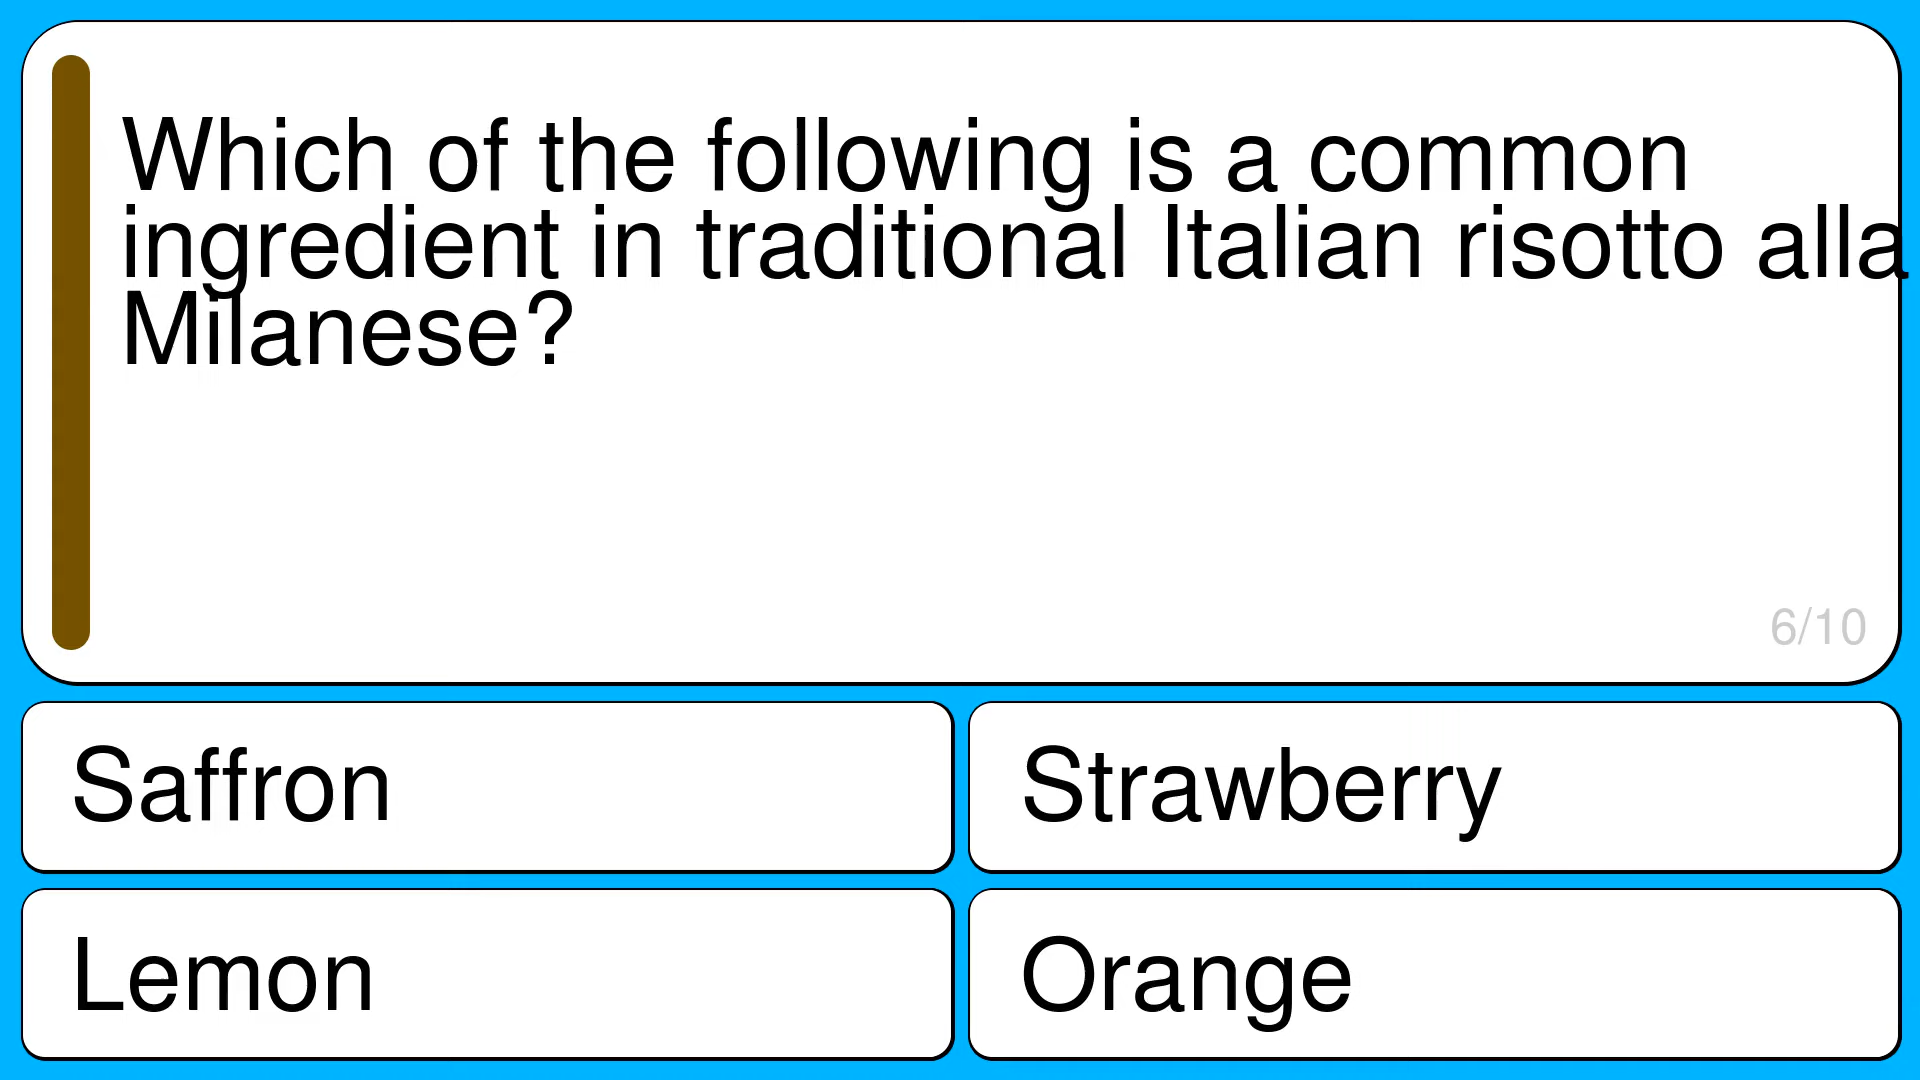 Which of the following is a common
ingredient in traditional Italian risotto alla
Milanese?
6/10
Saffron
Strawberry
Lemon
Orange